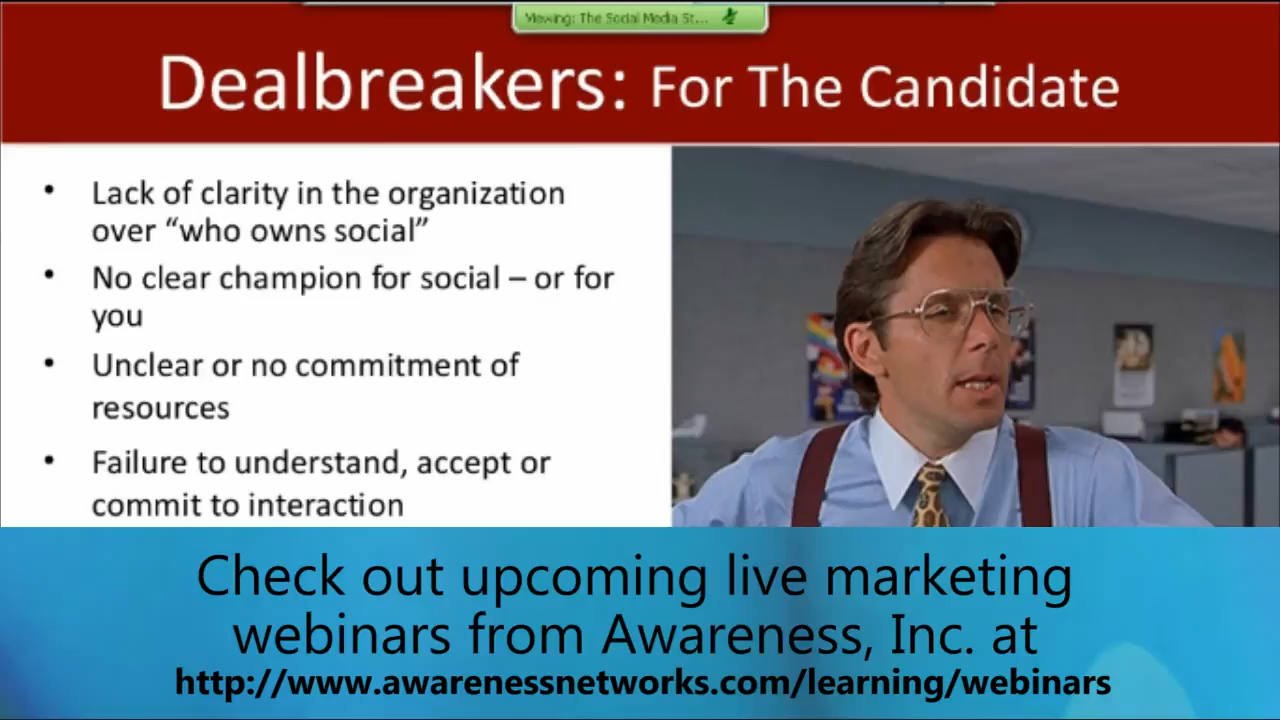 Viewing: The Social Media St...
Dealbreakers: For The Candidate
• Lack of clarity in the organization
over “who owns social”
• No clear champion for social – or for
you
• Unclear or no commitment of
resources
• Failure to understand, accept or
commit to interaction
Check out upcoming live marketing
webinars from Awareness, Inc. at
http://www.awarenessnetworks.com/learning/webinars